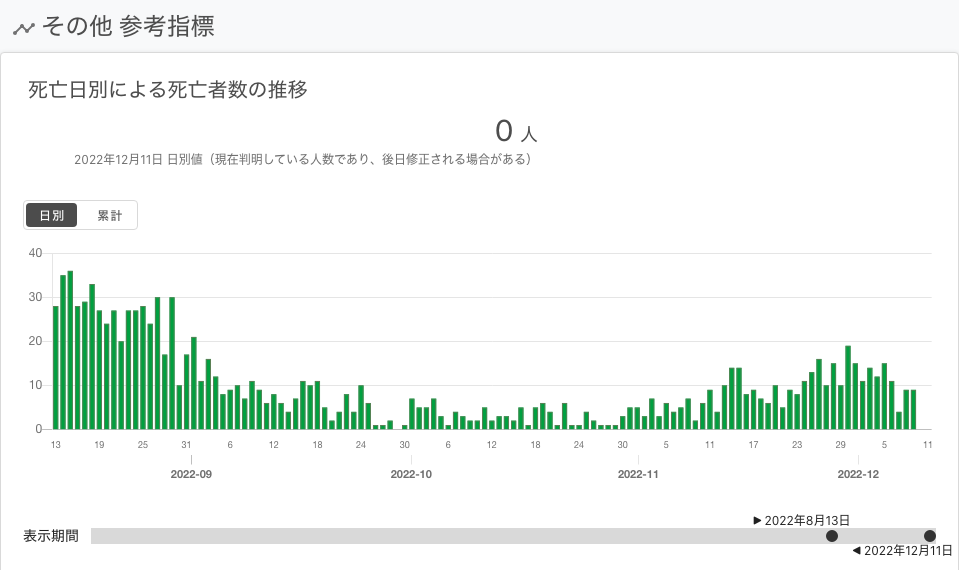 その他 参考指標
死亡日別による死亡者数の推移
0 人
2022年12月11日 日別値（現在判明している人数であり、後日修正される場合がある）
日別 累計
40
30
20
10
0
13 19 25 31 6 12 18 24 30 6 12 18 24 30 5 11 17 23 29 5 11
2022-09 2022-10 2022-11 2022-12
▶ 2022年8月13日
表示期間
◀ 2022年12月11日